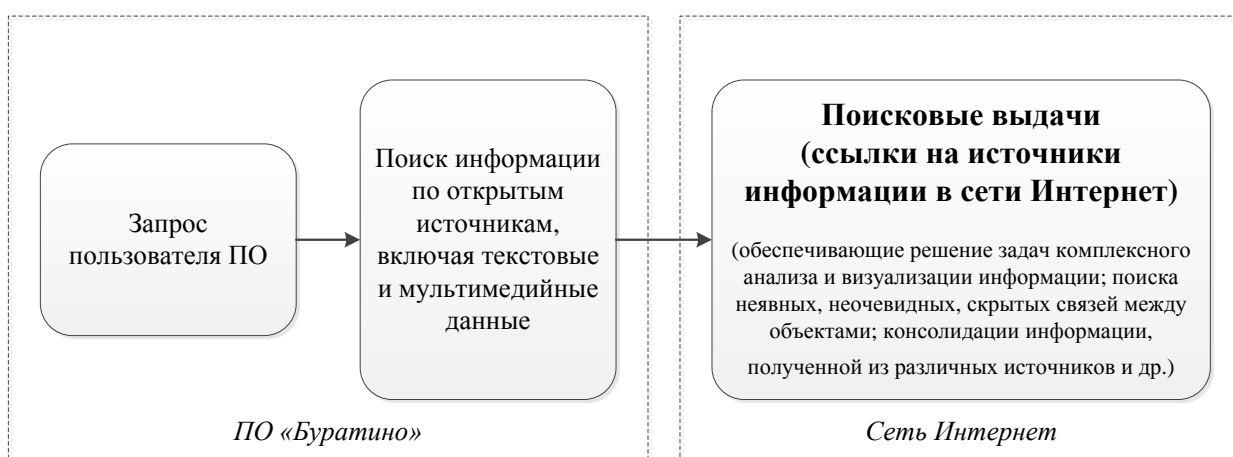 Запрос
пользователя ПО
Поиск информации
по открытым
источникам,
включая текстовые
и мультимедийные
данные
ПО «Буратино»
Поисковые выдачи
(ссылки на источники
информации в сети Интернет)
(обеспечивающие решение задач комплексного
анализа и визуализации информации; поиска
неявных, неочевидных, скрытых связей между
объектами; консолидации информации,
полученной из различных источников и др.)
Сеть Интернет